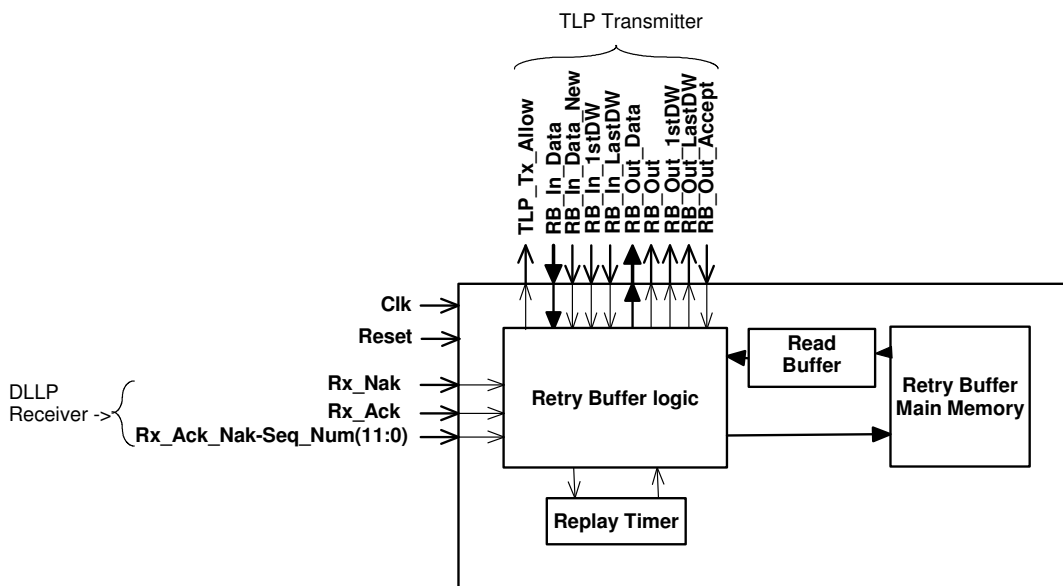 TLP Transmitter
TLP_Tx_Allow
RB_In_Data
RB_In_Data_New
RB_In_1stDW
RB_In_LastDW
RB_Out_Data
RB_Out
RB_Out_1stDW
RB_Out_LastDW
RB_Out_Accept
Clk
Reset
DLLP
Receiver ->
Rx_Nak
Rx_Ack
Rx_Ack_Nak-Seq_Num(11:0)
Retry Buffer logic
Read
Buffer
Retry Buffer
Main Memory
Replay Timer